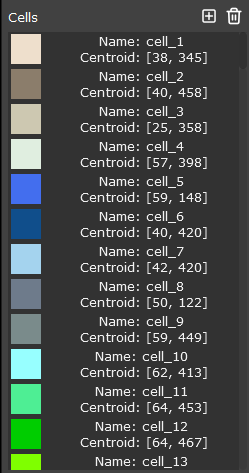 Cells
Name: cell_1
Centroid: [38, 345]
Name: cell_2
Centroid: [40, 458]
Name: cell_3
Centroid: [25, 358]
Name: cell_4
Centroid: [57, 398]
Name: cell_5
Centroid: [59, 148]
Name: cell_6
Centroid: [40, 420]
Name: cell_7
Centroid: [42, 420]
Name: cell_8
Centroid: [50, 122]
Name: cell_9
Centroid: [59, 449]
Name: cell_10
Centroid: [62, 413]
Name: cell_11
Centroid: [64, 453]
Name: cell_12
Centroid: [64, 467]
Name: cell_13